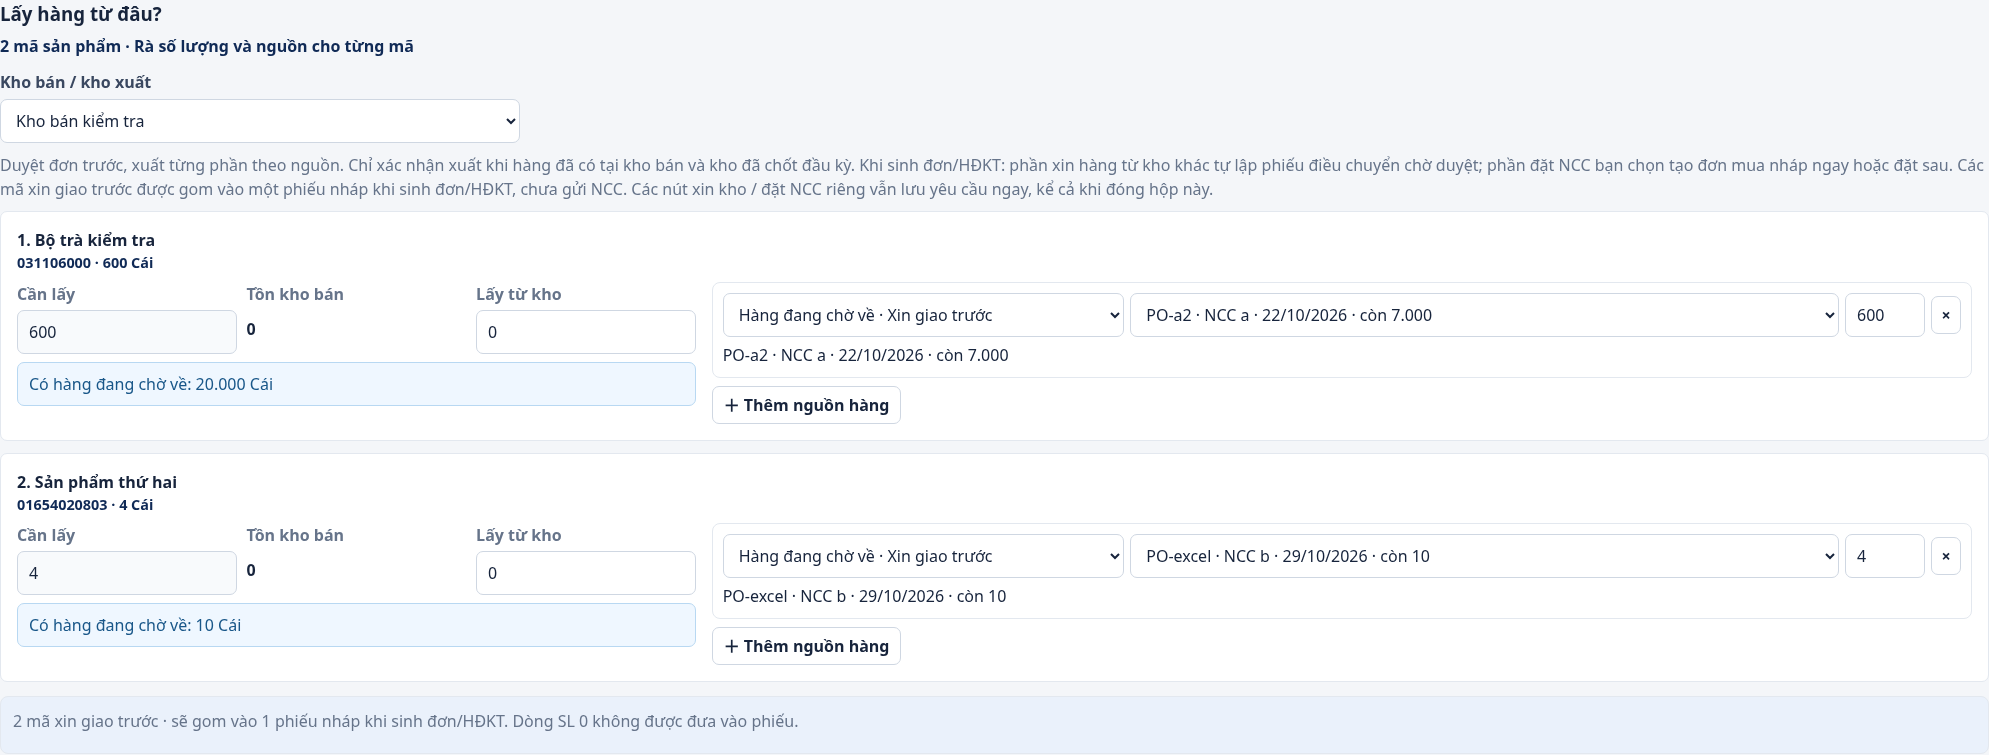 Lấy hàng từ đâu?
2 mã sản phẩm · Rà số lượng và nguồn cho từng mã
Kho bán / kho xuất
Kho bán kiểm tra
Duyệt đơn trước, xuất từng phần theo nguồn. Chỉ xác nhận xuất khi hàng đã có tại kho bán và kho đã chốt đầu kỳ. Khi sinh đơn/HĐKT: phần xin hàng từ kho khác tự lập phiếu điều chuyển chờ duyệt; phần đặt NCC bạn chọn tạo đơn mua nháp ngay hoặc đặt sau. Các
mã xin giao trước được gom vào một phiếu nháp khi sinh đơn/HĐKT, chưa gửi NCC. Các nút xin kho / đặt NCC riêng vẫn lưu yêu cầu ngay, kể cả khi đóng hộp này.
1. Bộ trà kiểm tra
031106000 · 600 Cái
Cần lấy
Tồn kho bán
Lấy từ kho
600
0
0
Có hàng đang chờ về: 20.000 Cái
Hàng đang chờ về · Xin giao trước
PO-a2 · NCC a · 22/10/2026 · còn 7.000
600
×
PO-a2 · NCC a · 22/10/2026 · còn 7.000
+ Thêm nguồn hàng
2. Sản phẩm thứ hai
01654020803 · 4 Cái
Cần lấy
Tồn kho bán
Lấy từ kho
4
0
0
Có hàng đang chờ về: 10 Cái
Hàng đang chờ về · Xin giao trước
PO-excel · NCC b · 29/10/2026 · còn 10
4
×
PO-excel · NCC b · 29/10/2026 · còn 10
+ Thêm nguồn hàng
2 mã xin giao trước · sẽ gom vào 1 phiếu nháp khi sinh đơn/HĐKT. Dòng SL 0 không được đưa vào phiếu.